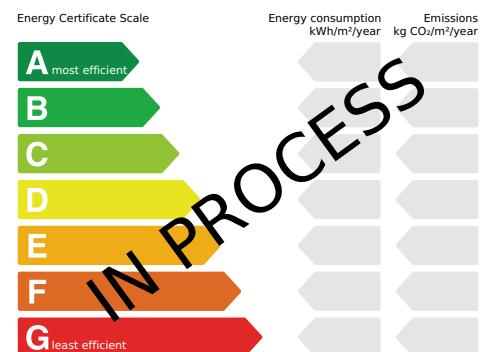 Energy Certificate Scale
Energy consumption
kWh/m²/year
Emissions
kg CO₂/m²/year
A most efficient
B
C
D
E
F
G least efficient
IN PROCESS